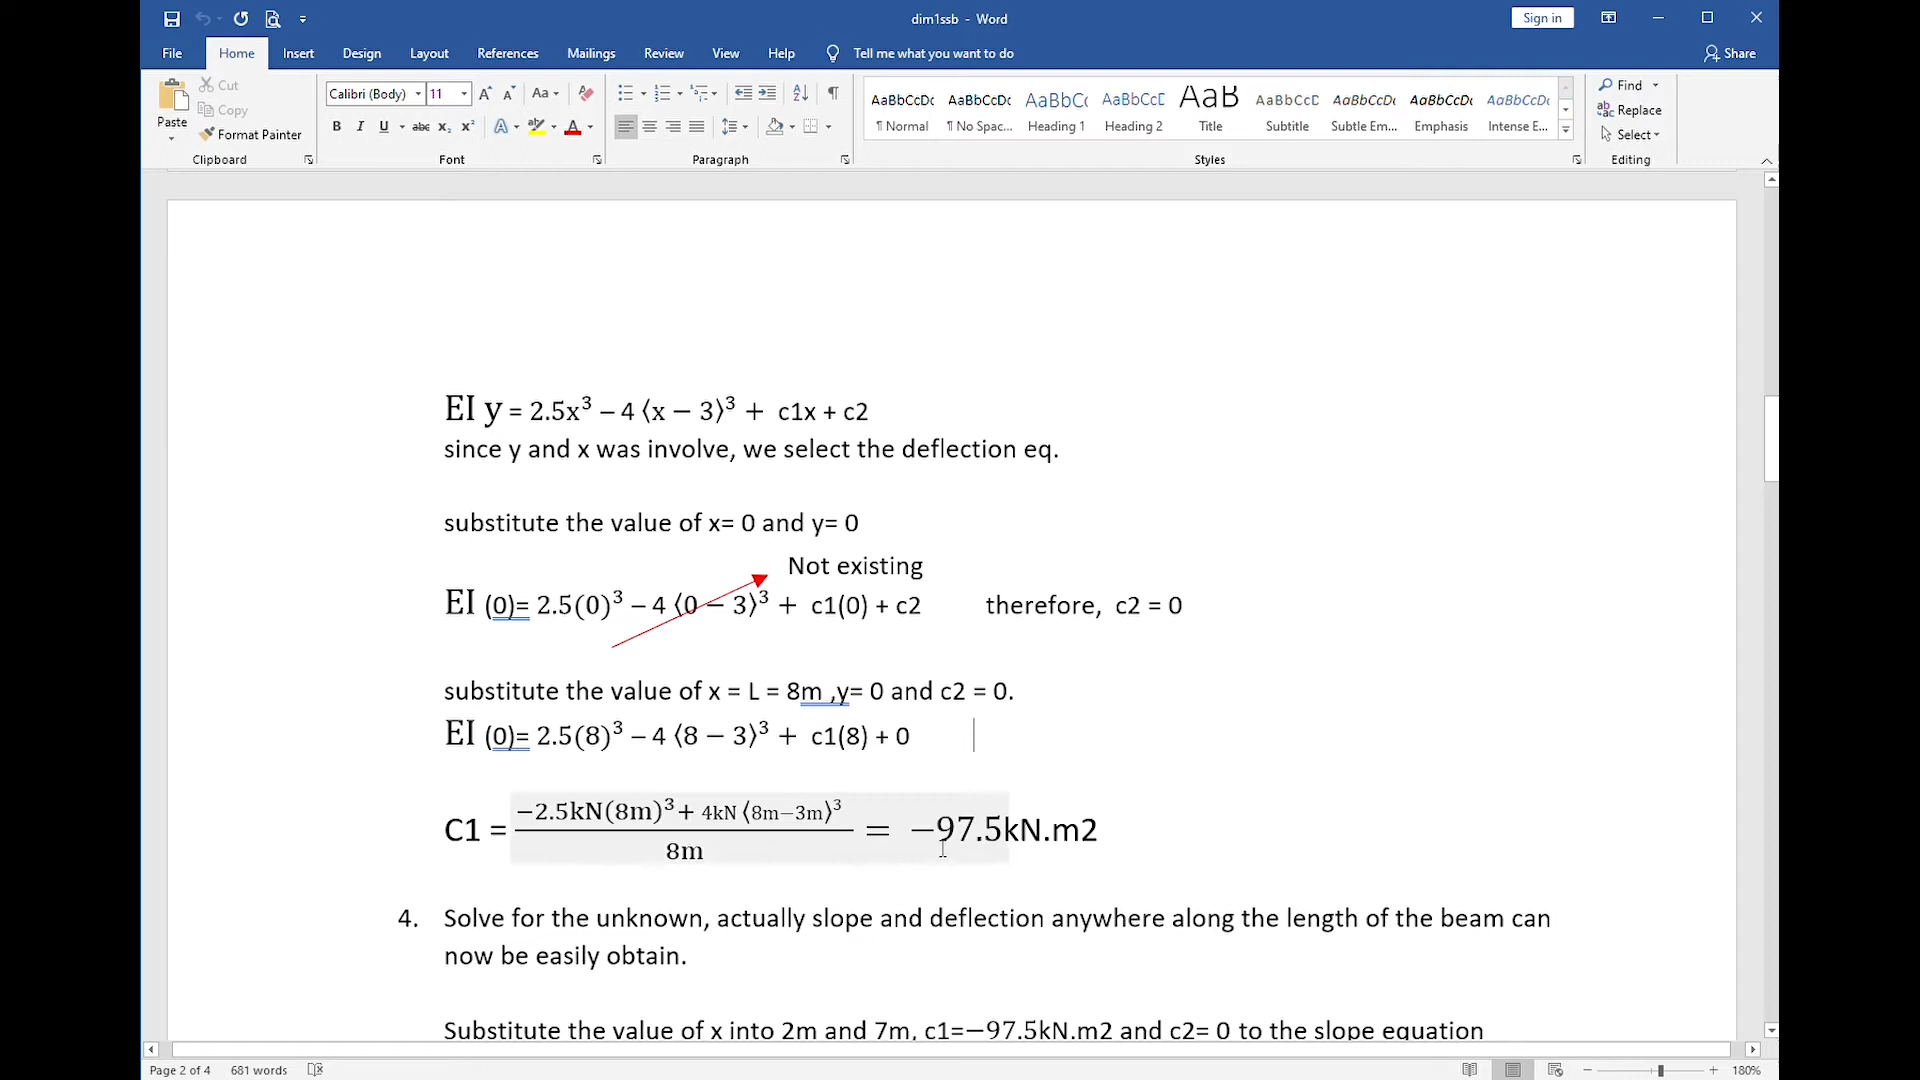 dim1ssb - Word
Sign in
File Home Insert Design Layout References Mailings Review View Help Tell me what you want to do Share
Paste
Cut
Copy
Format Painter
Clipboard
Calibri (Body) 11
Aa
B I U abc X₂ X²
Font
Paragraph
AaBbCcDc AaBbCcDc AaBbCc AaBbCcE AaB AaBbCcD AaBbCcDc AaBbCcDc AaBbCcDc
¶ Normal ¶ No Spac... Heading 1 Heading 2 Title Subtitle Subtle Em... Emphasis Intense E...
Styles
Find
Replace
Select
Editing
EI y = 2.5x³ – 4 ⟨x − 3⟩³ + c1x + c2
since y and x was involve, we select the deflection eq.
substitute the value of x= 0 and y= 0
Not existing
EI (0)= 2.5(0)³ – 4 ⟨0 − 3⟩³ + c1(0) + c2 therefore, c2 = 0
substitute the value of x = L = 8m ,y= 0 and c2 = 0.
EI (0)= 2.5(8)³ – 4 ⟨8 − 3⟩³ + c1(8) + 0
C1 = −2.5kN(8m)³+ 4kN ⟨8m−3m⟩³ / 8m = −97.5kN.m2
4. Solve for the unknown, actually slope and deflection anywhere along the length of the beam can
now be easily obtain.
Substitute the value of x into 2m and 7m, c1=−97.5kN.m2 and c2= 0 to the slope equation
Page 2 of 4 681 words 180%